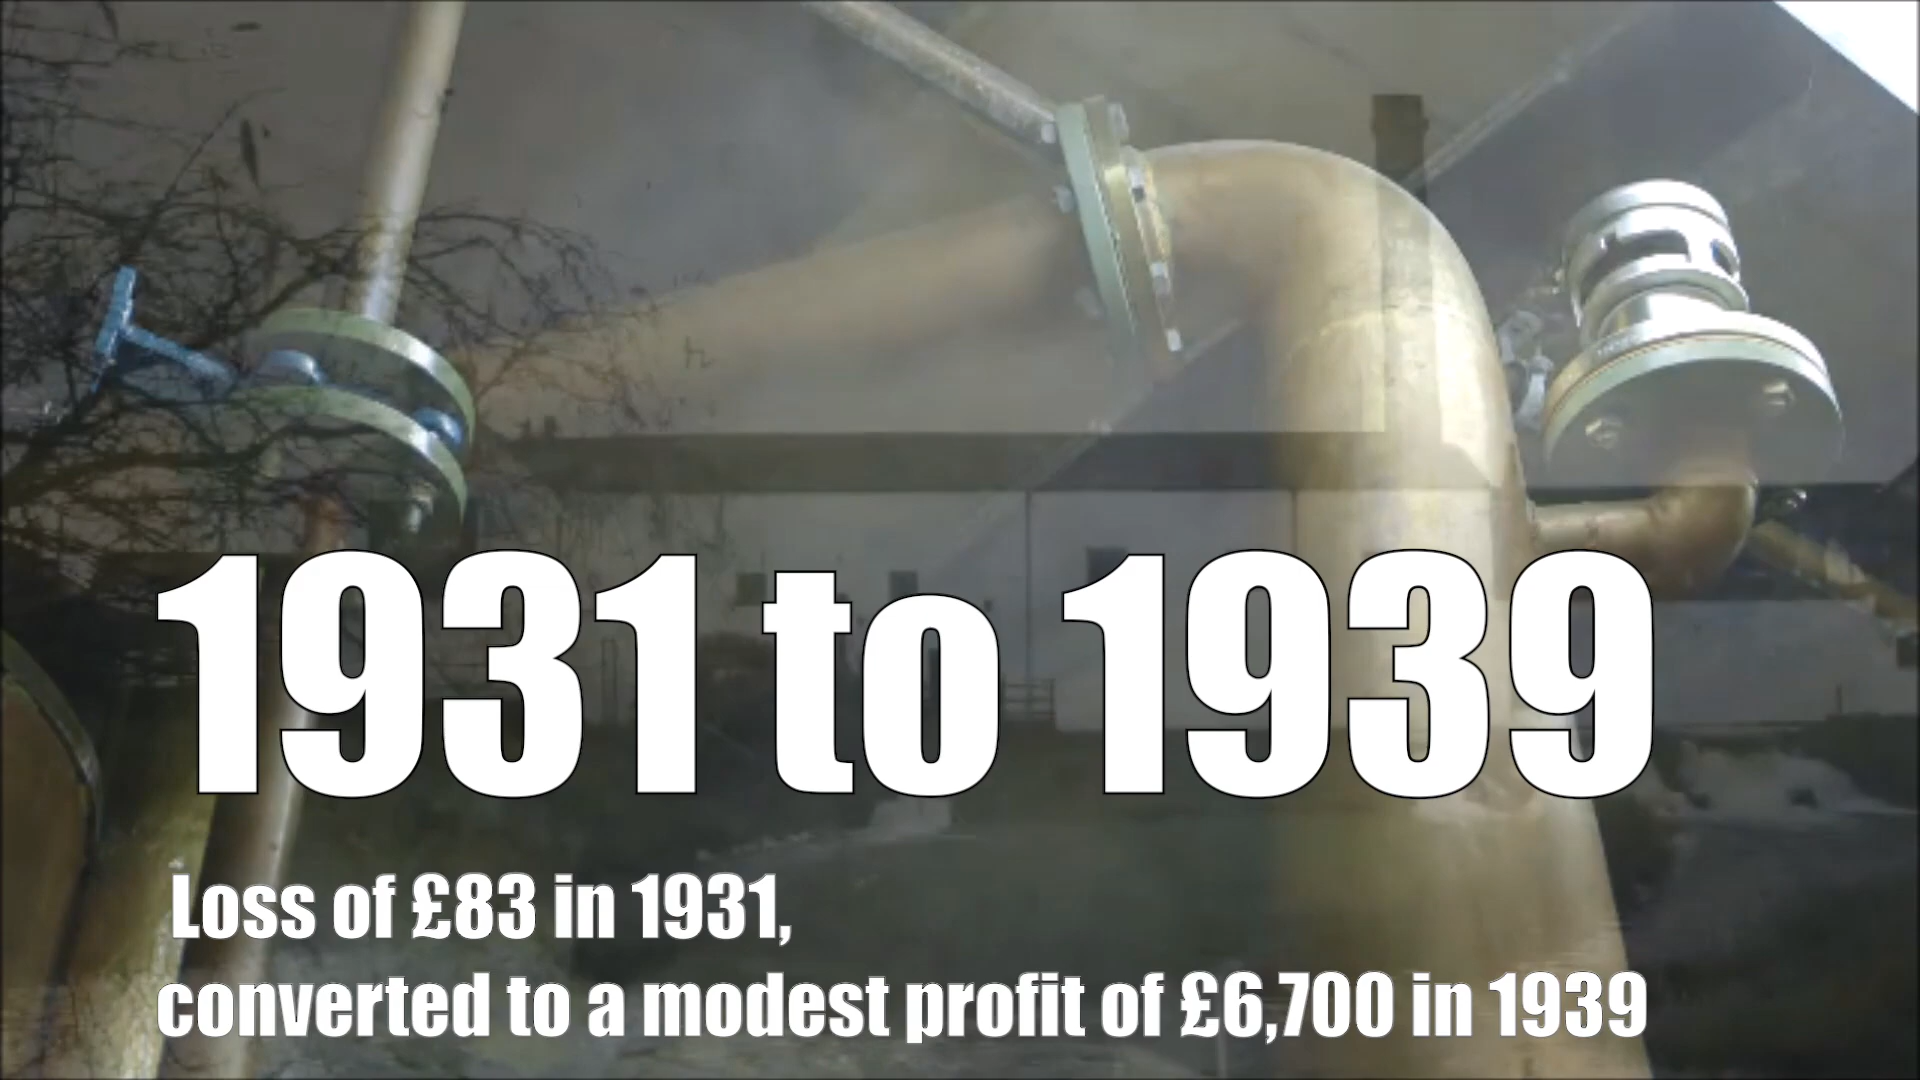 1931 to 1939
Loss of £83 in 1931,
converted to a modest profit of £6,700 in 1939